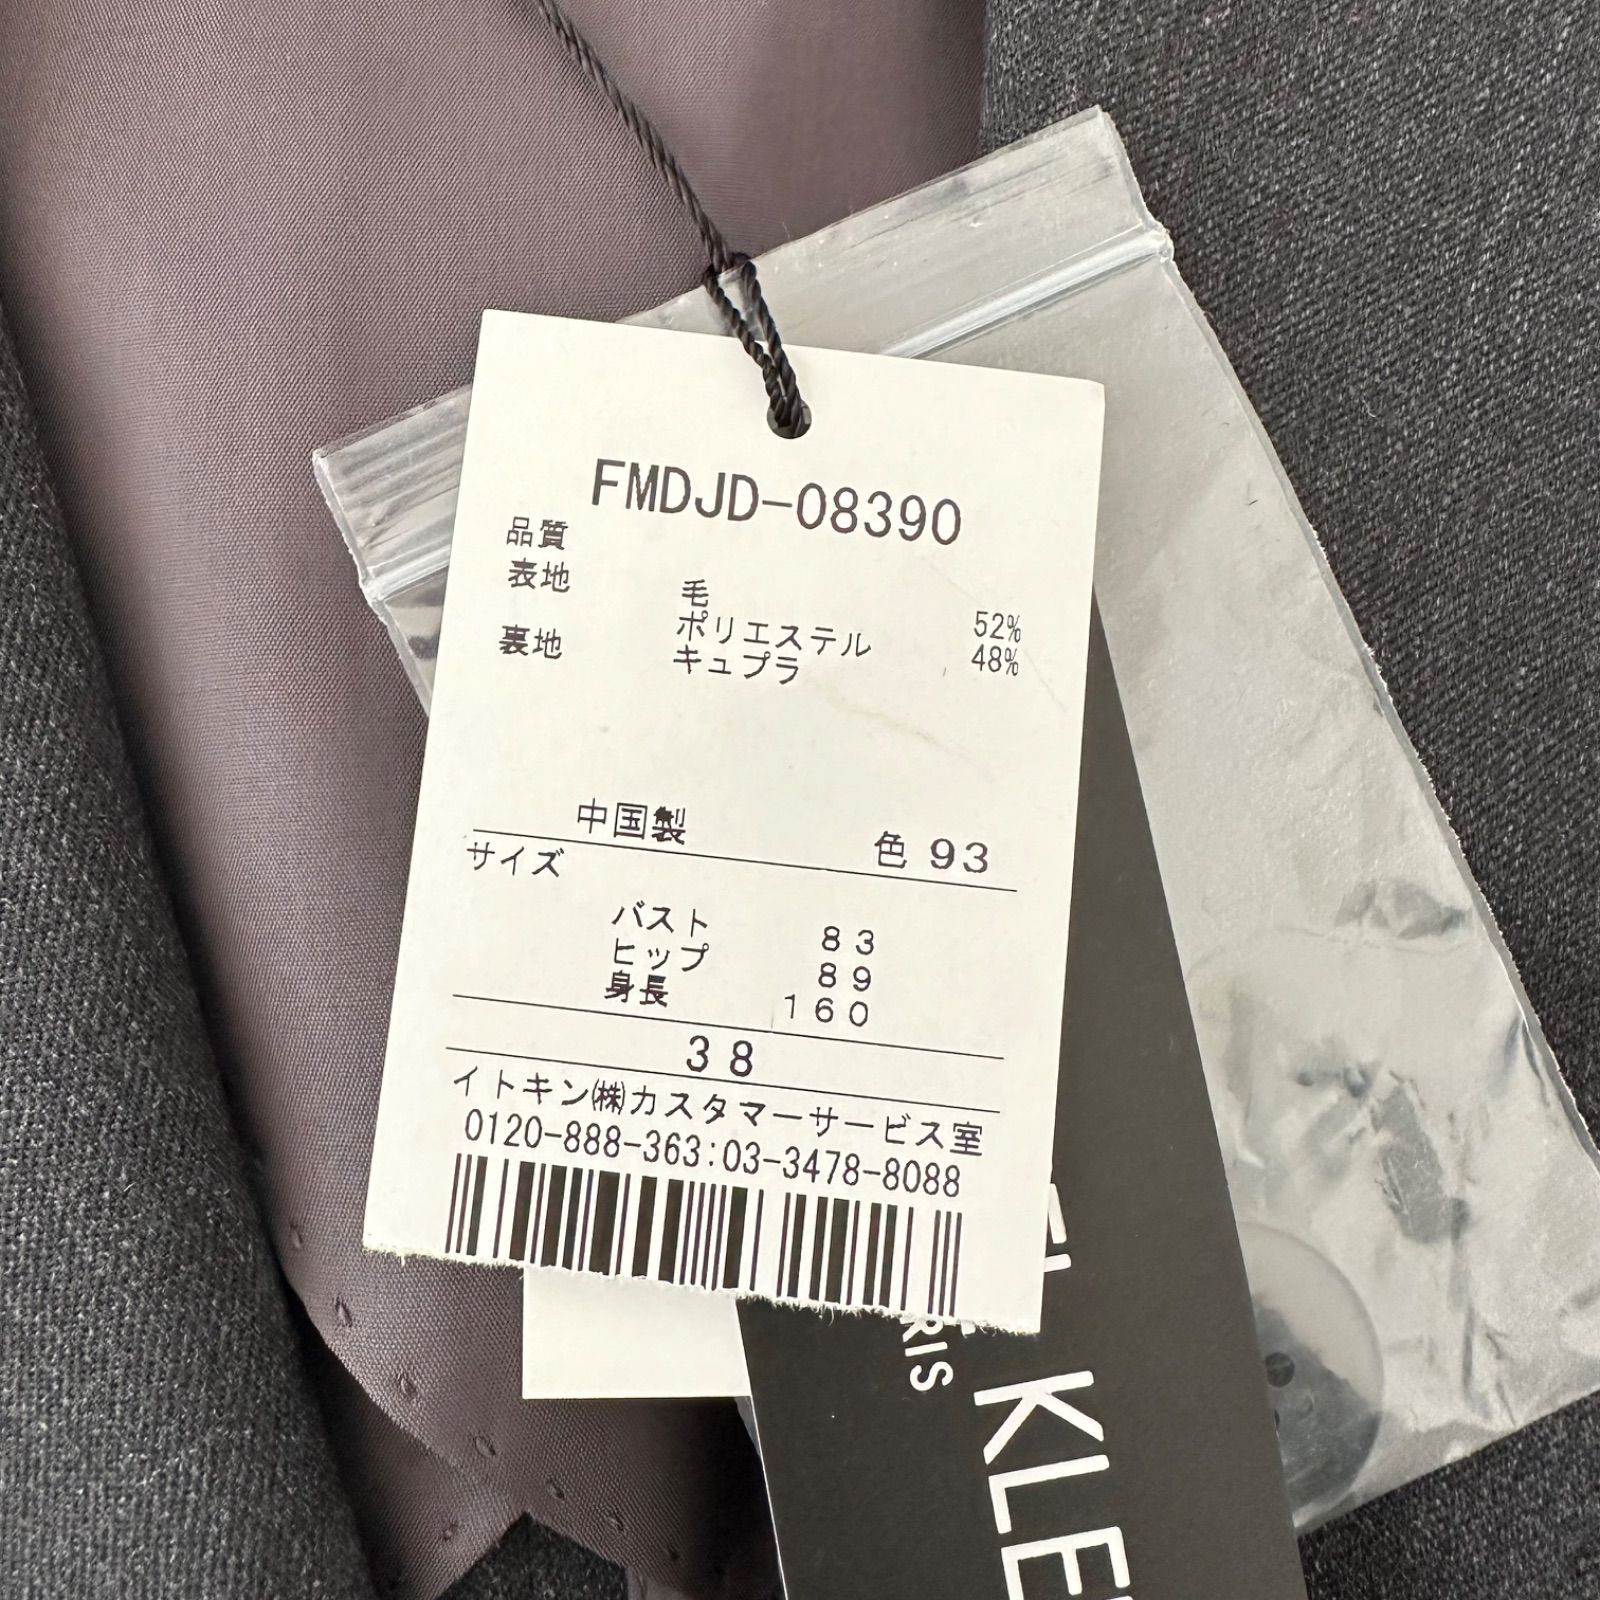 FMDJD-08390
品質
表地 毛 52%
ポリエステル 48%
裏地 キュプラ
中国製 色 93
サイズ
バスト 83
ヒップ 89
身長 160
38
イトキン㈱カスタマーサービス室
0120-888-363:03-3478-8088